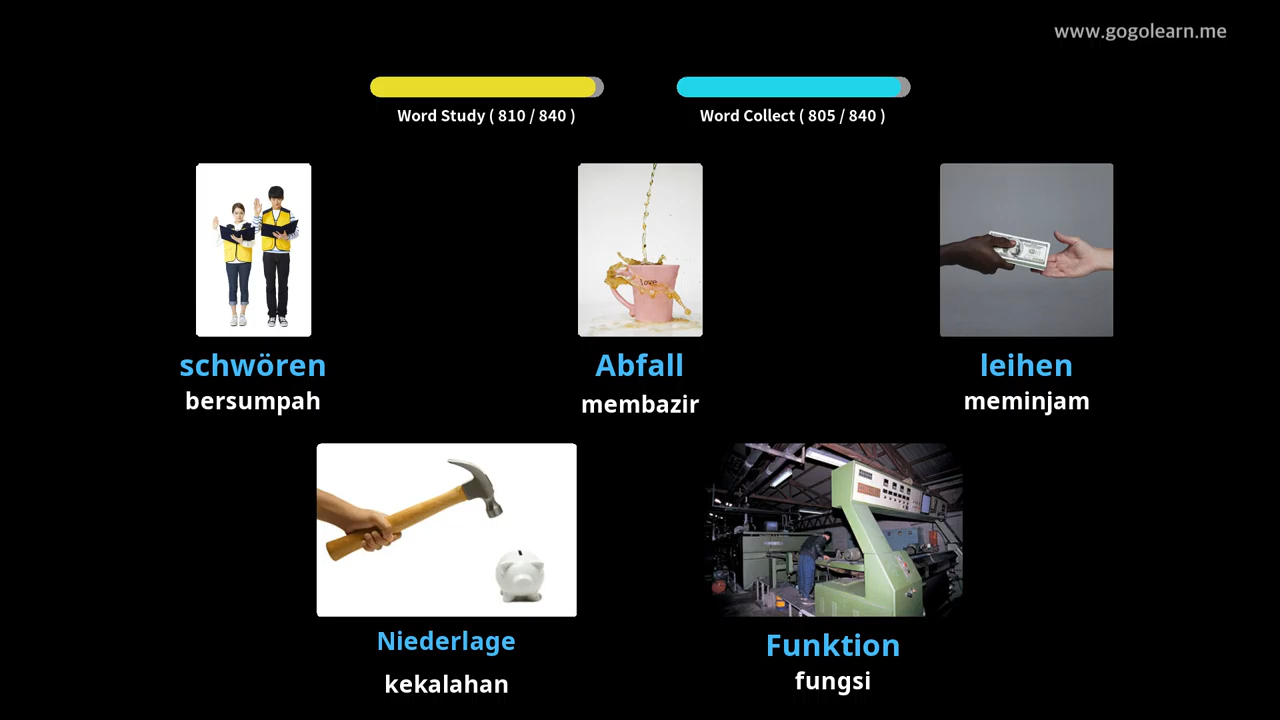 www.gogolearn.me
Word Study ( 810 / 840 )
Word Collect ( 805 / 840 )
love
schwören
bersumpah
Abfall
membazir
leihen
meminjam
Niederlage
kekalahan
Funktion
fungsi